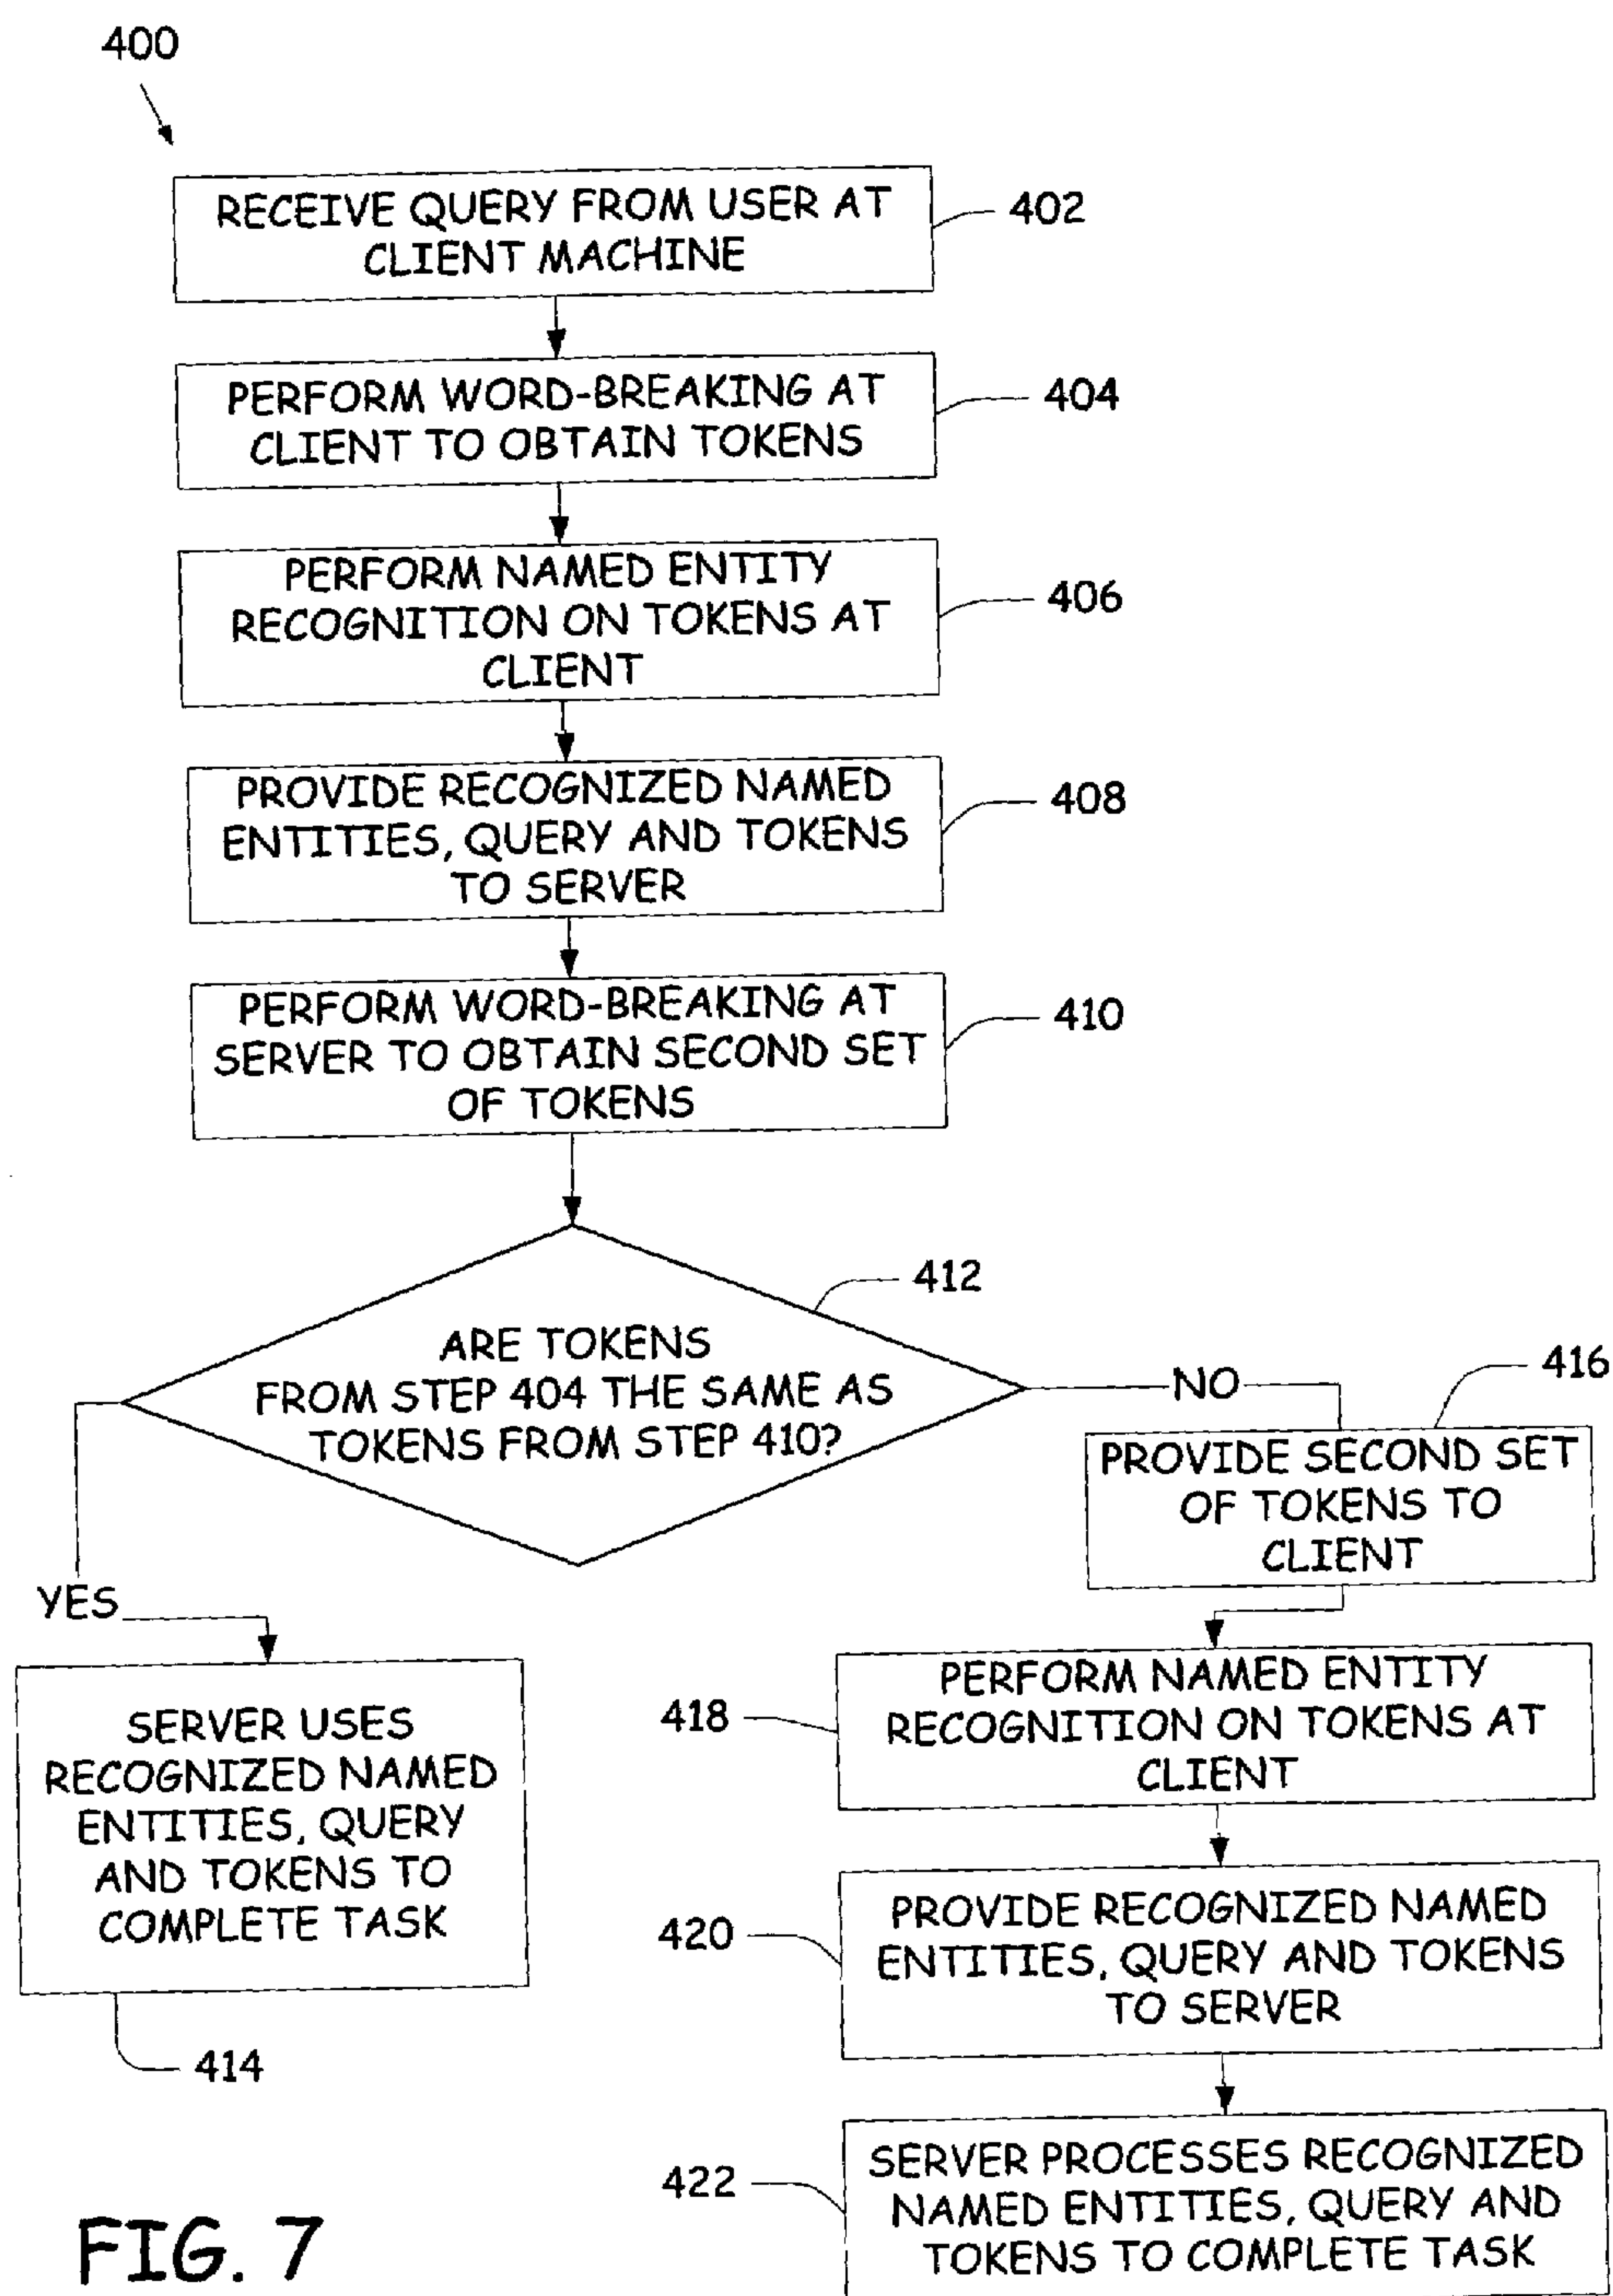 400
RECEIVE QUERY FROM USER AT
CLIENT MACHINE
402
PERFORM WORD-BREAKING AT
CLIENT TO OBTAIN TOKENS
404
PERFORM NAMED ENTITY
RECOGNITION ON TOKENS AT
CLIENT
406
PROVIDE RECOGNIZED NAMED
ENTITIES, QUERY AND TOKENS
TO SERVER
408
PERFORM WORD-BREAKING AT
SERVER TO OBTAIN SECOND SET
OF TOKENS
410
ARE TOKENS
FROM STEP 404 THE SAME AS
TOKENS FROM STEP 410?
412
YES
SERVER USES
RECOGNIZED NAMED
ENTITIES, QUERY
AND TOKENS TO
COMPLETE TASK
414
NO
416
PROVIDE SECOND SET
OF TOKENS TO
CLIENT
418
PERFORM NAMED ENTITY
RECOGNITION ON TOKENS AT
CLIENT
420
PROVIDE RECOGNIZED NAMED
ENTITIES, QUERY AND TOKENS
TO SERVER
422
SERVER PROCESSES RECOGNIZED
NAMED ENTITIES, QUERY AND
TOKENS TO COMPLETE TASK
FIG. 7